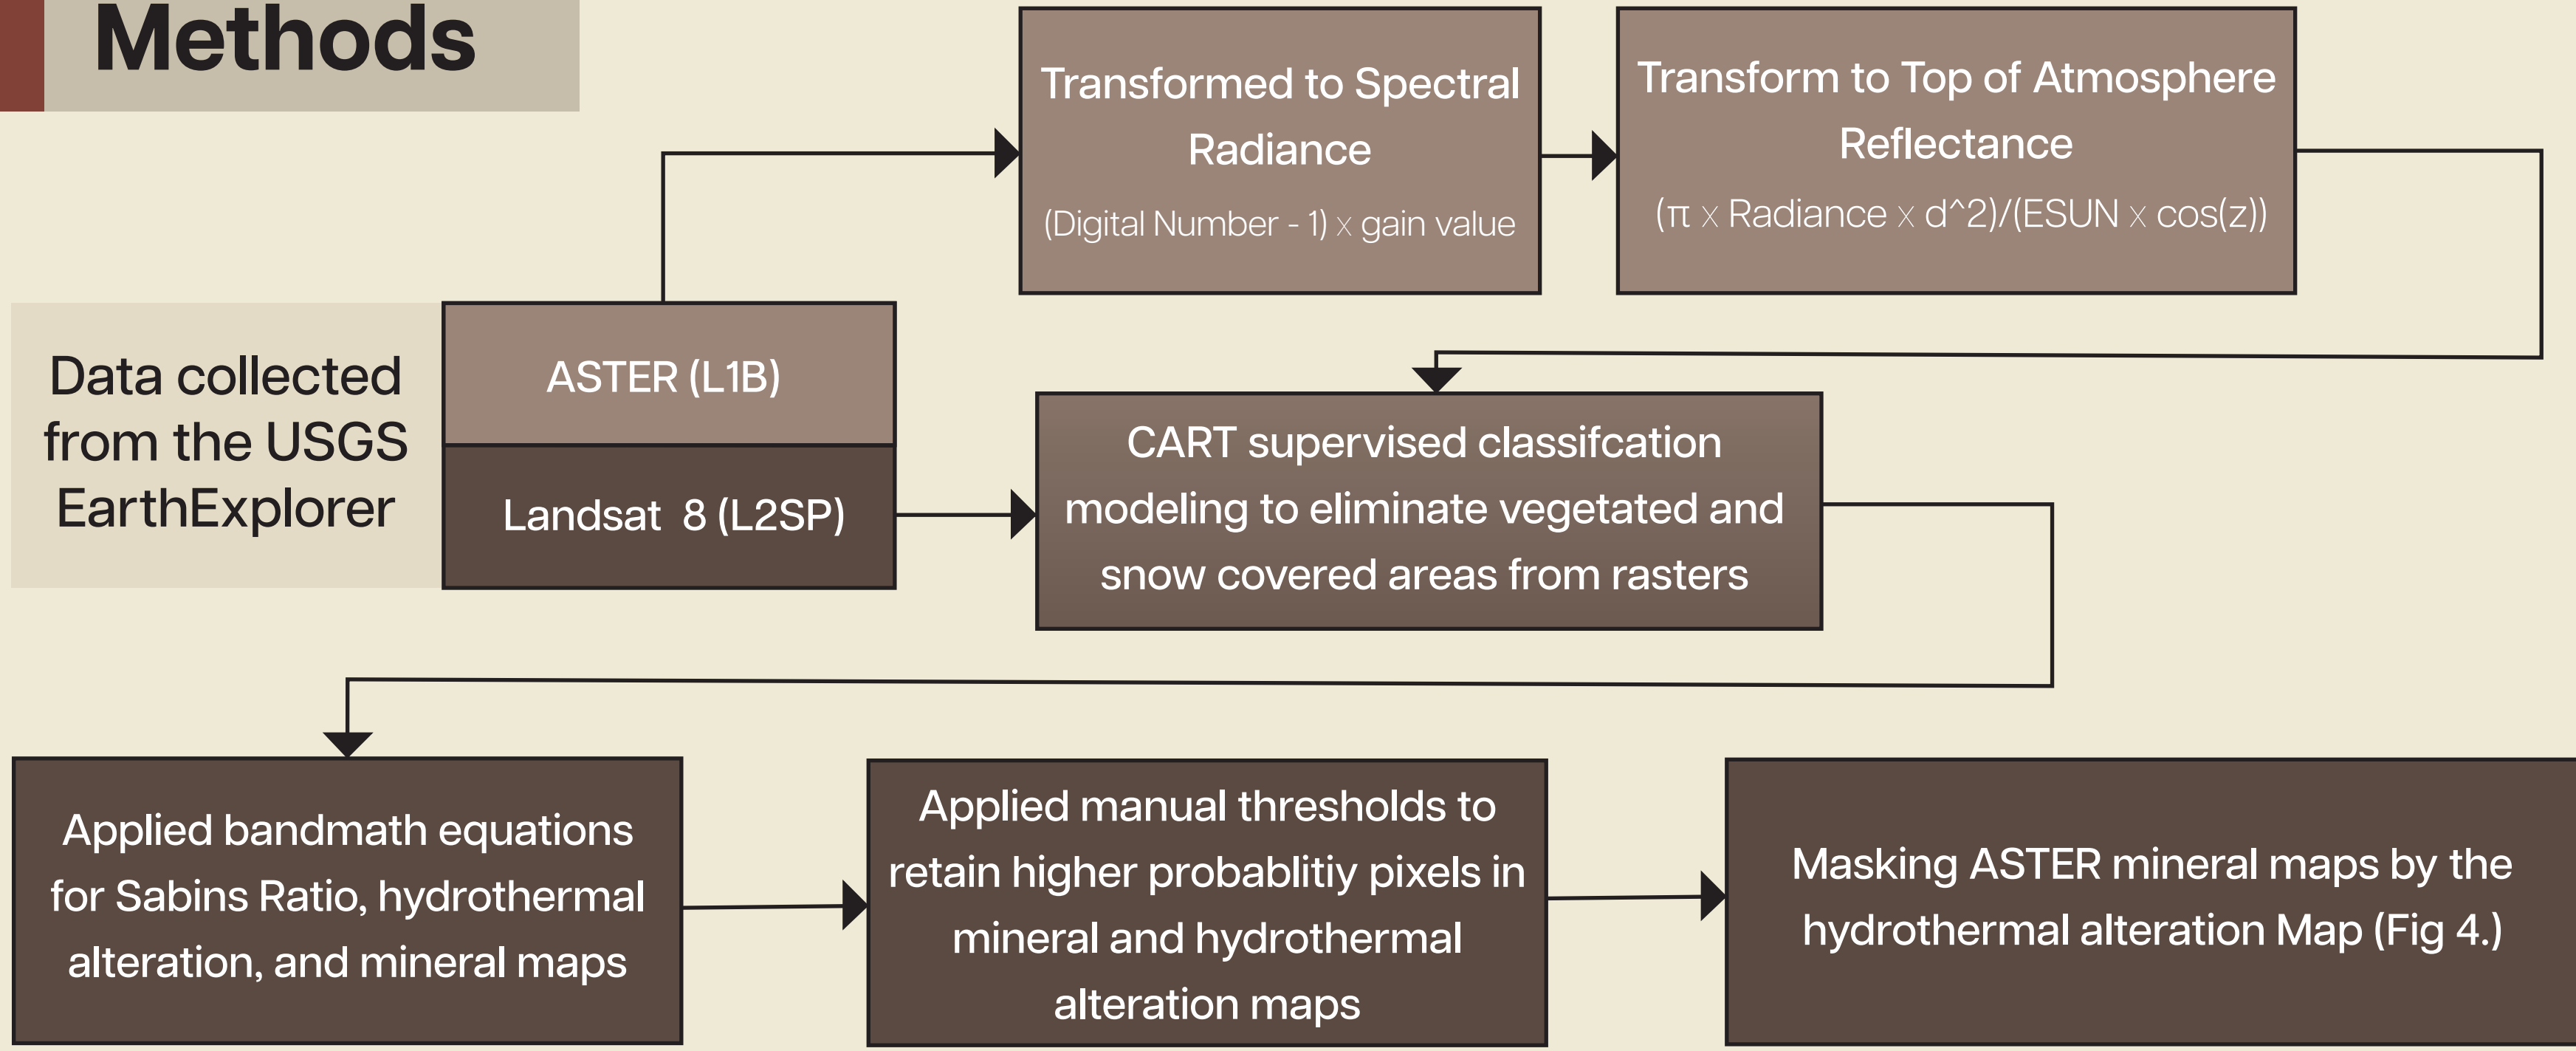 Methods
Transformed to Spectral
Radiance
(Digital Number - 1) x gain value
Transform to Top of Atmosphere
Reflectance
(π x Radiance x d^2)/(ESUN x cos(z))
Data collected
from the USGS
EarthExplorer
ASTER (L1B)
Landsat 8 (L2SP)
CART supervised classifcation
modeling to eliminate vegetated and
snow covered areas from rasters
Applied bandmath equations
for Sabins Ratio, hydrothermal
alteration, and mineral maps
Applied manual thresholds to
retain higher probablitiy pixels in
mineral and hydrothermal
alteration maps
Masking ASTER mineral maps by the
hydrothermal alteration Map (Fig 4.)